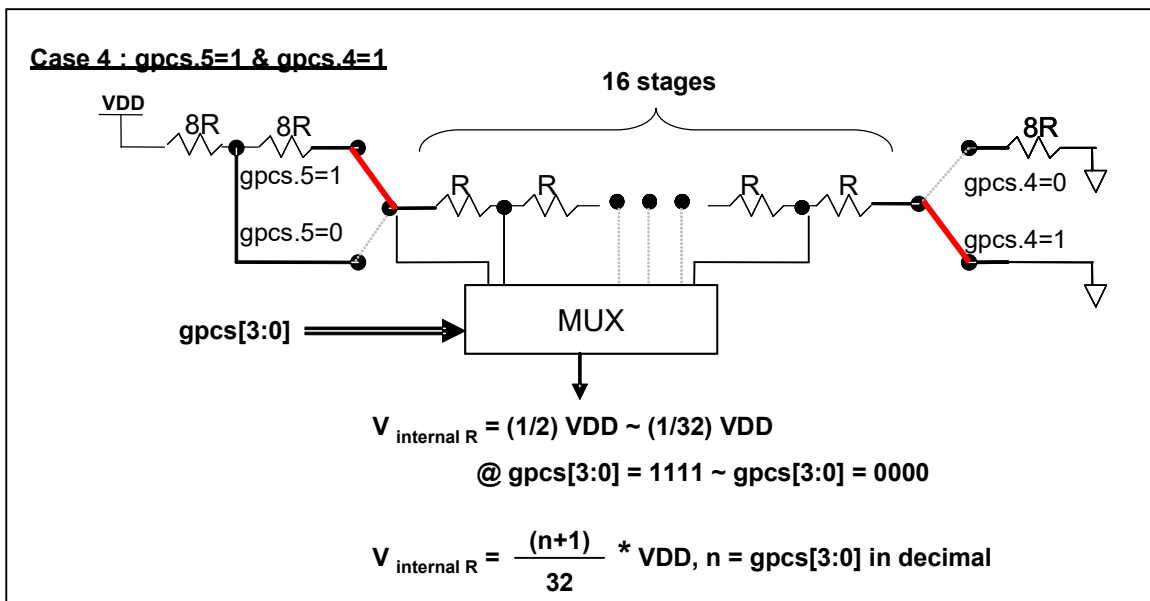 Case 4 : gpcs.5=1 & gpcs.4=1
16 stages
VDD
8R
8R
8R
gpcs.5=1
gpcs.5=0
R
R
R
R
gpcs.4=0
gpcs.4=1
MUX
gpcs[3:0]
V internal R = (1/2) VDD ~ (1/32) VDD
@ gpcs[3:0] = 1111 ~ gpcs[3:0] = 0000
V internal R = (n+1) / 32 * VDD, n = gpcs[3:0] in decimal